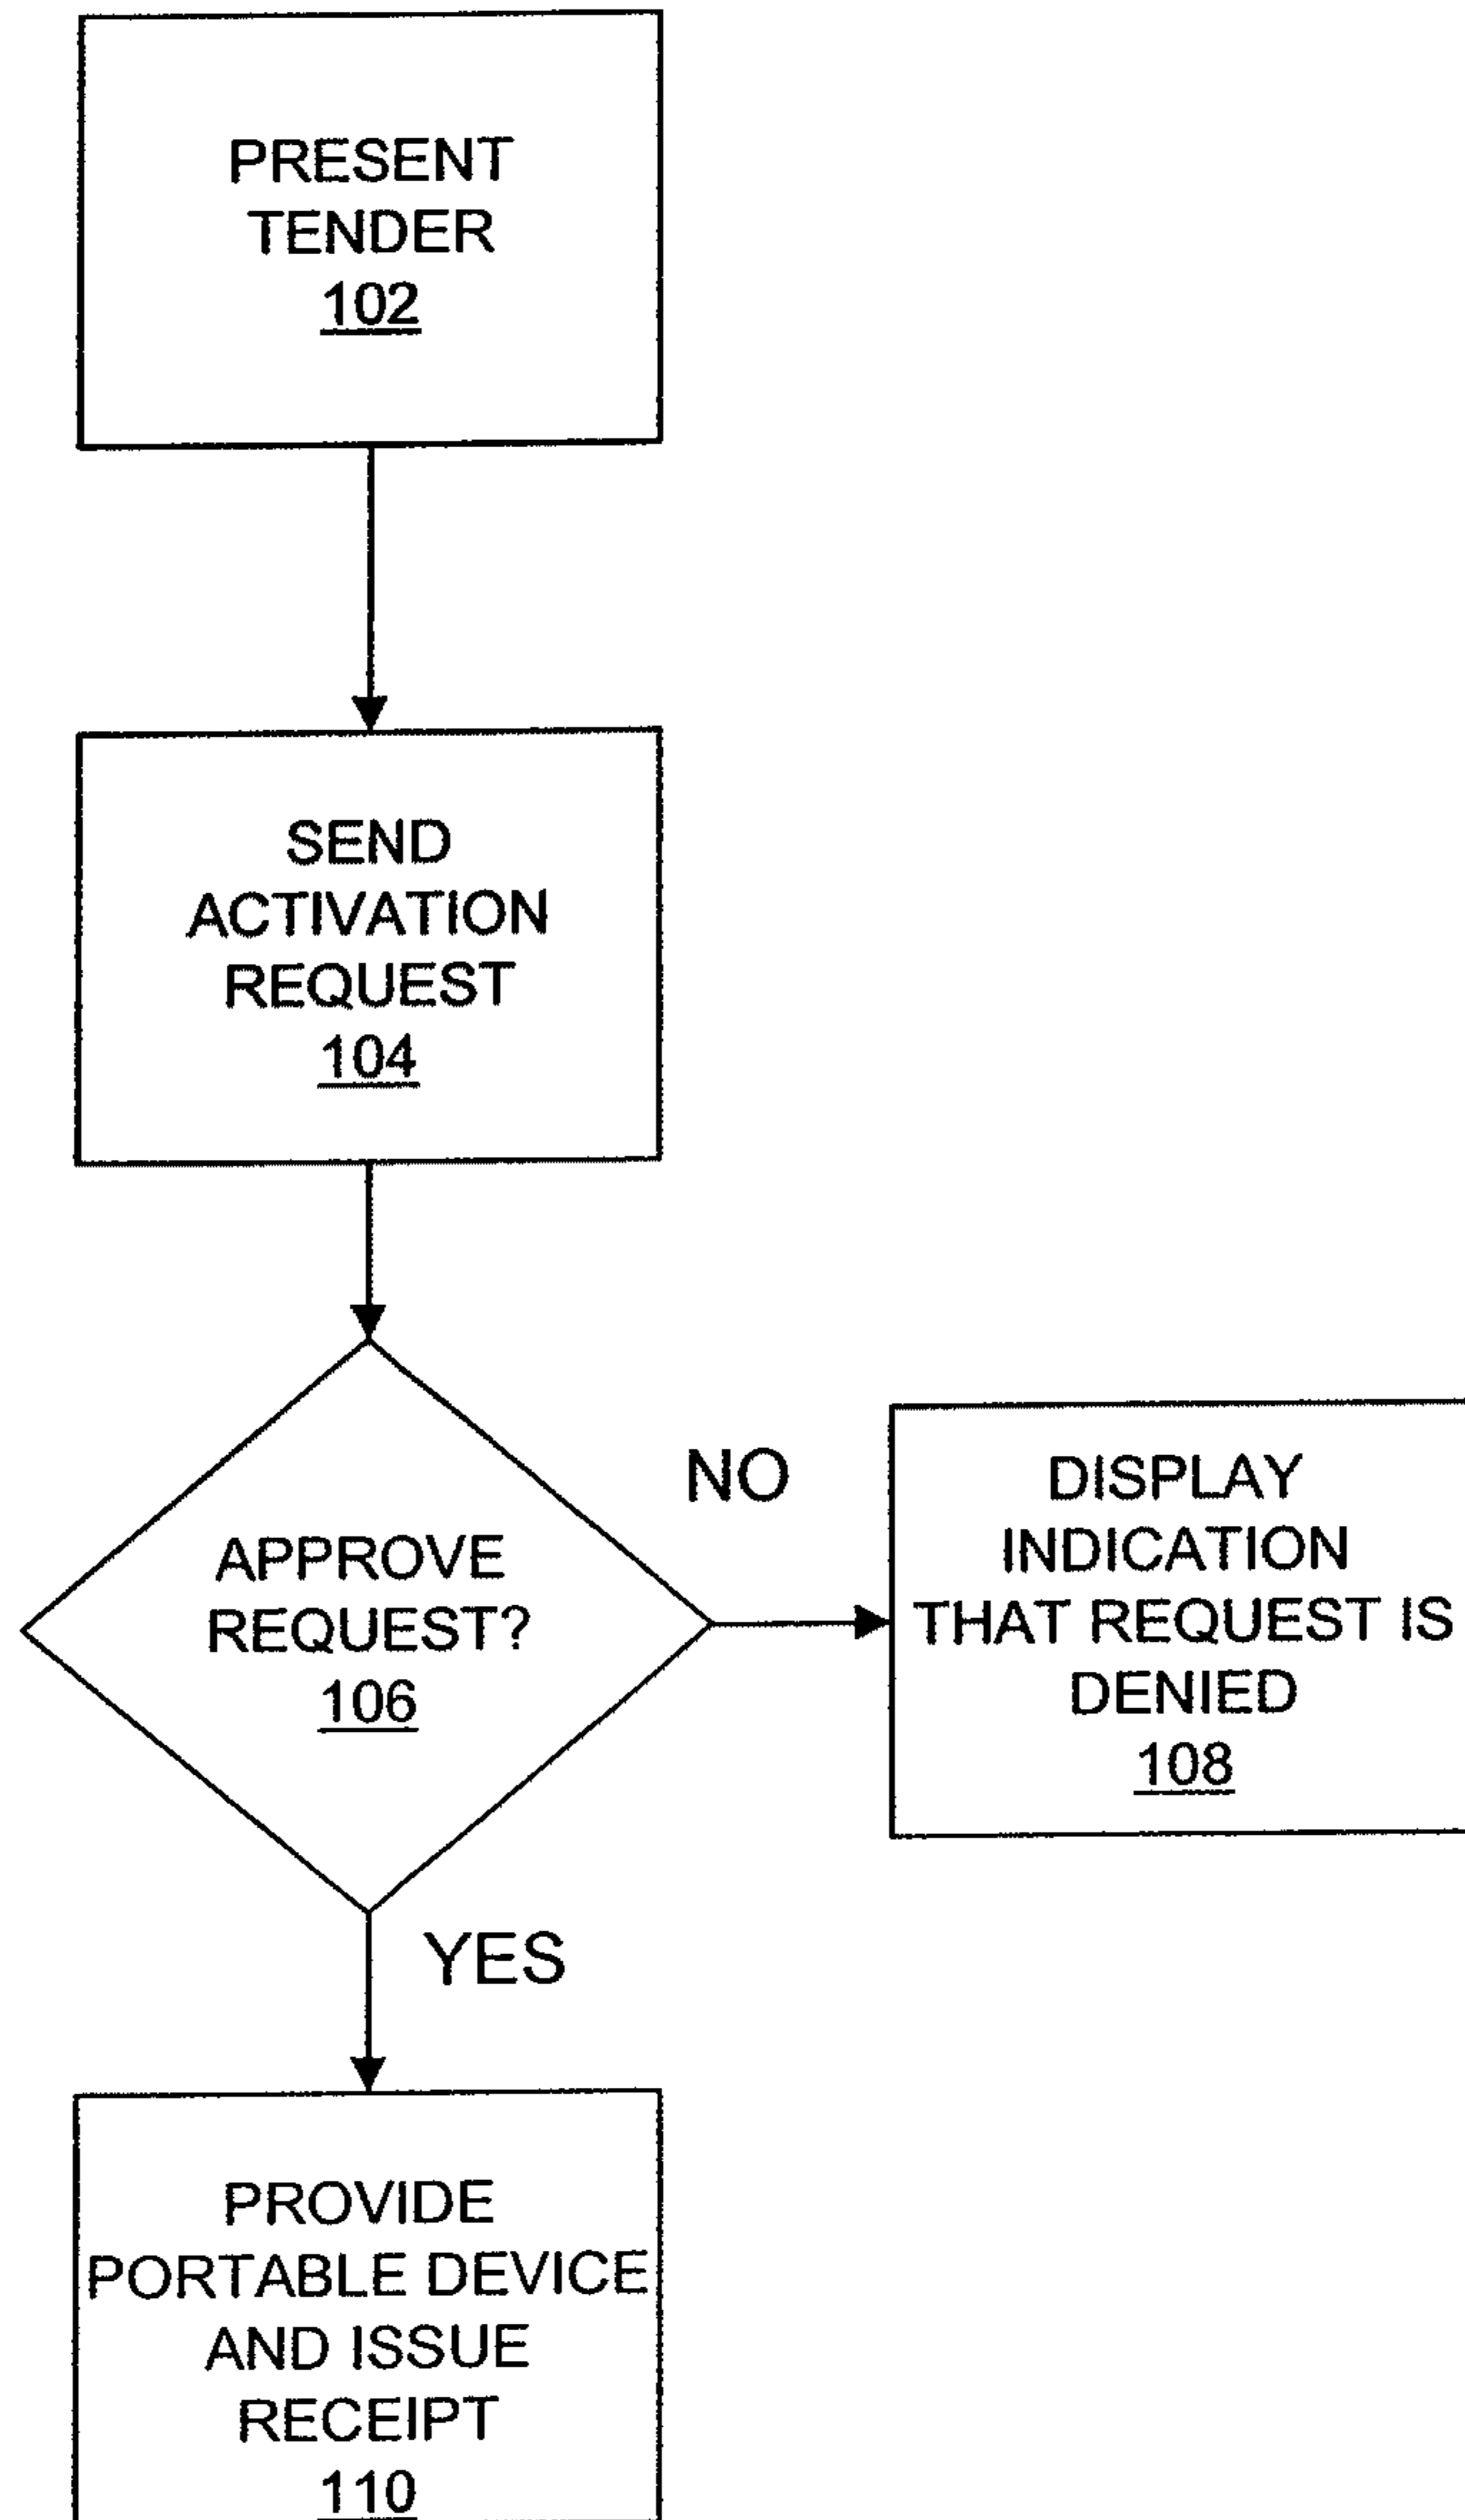 PRESENT
TENDER
102
SEND
ACTIVATION
REQUEST
104
APPROVE
REQUEST?
106
NO
DISPLAY
INDICATION
THAT REQUEST IS
DENIED
108
YES
PROVIDE
PORTABLE DEVICE
AND ISSUE
RECEIPT
110